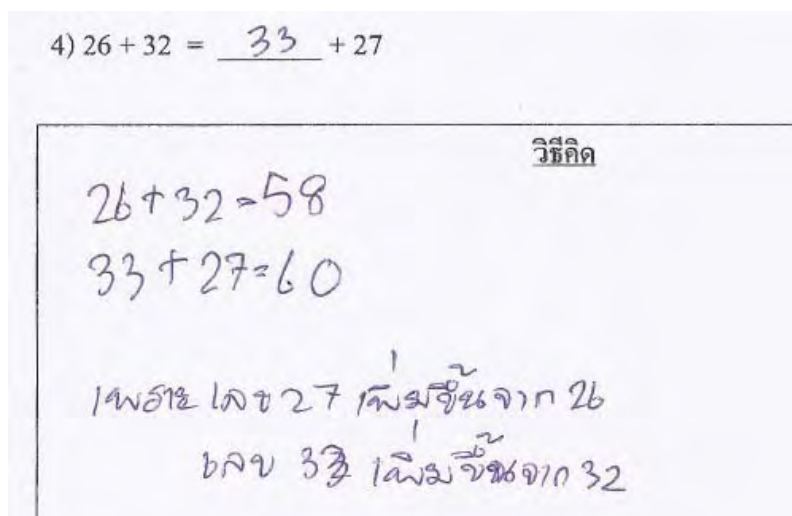 4) 26 + 32 = 33 + 27
วิธีคิด
26+32=58
33+27=60
เพราะ เลข 27 เพิ่มขึ้นจาก 26
เลข 33 เพิ่มขึ้นจาก 32